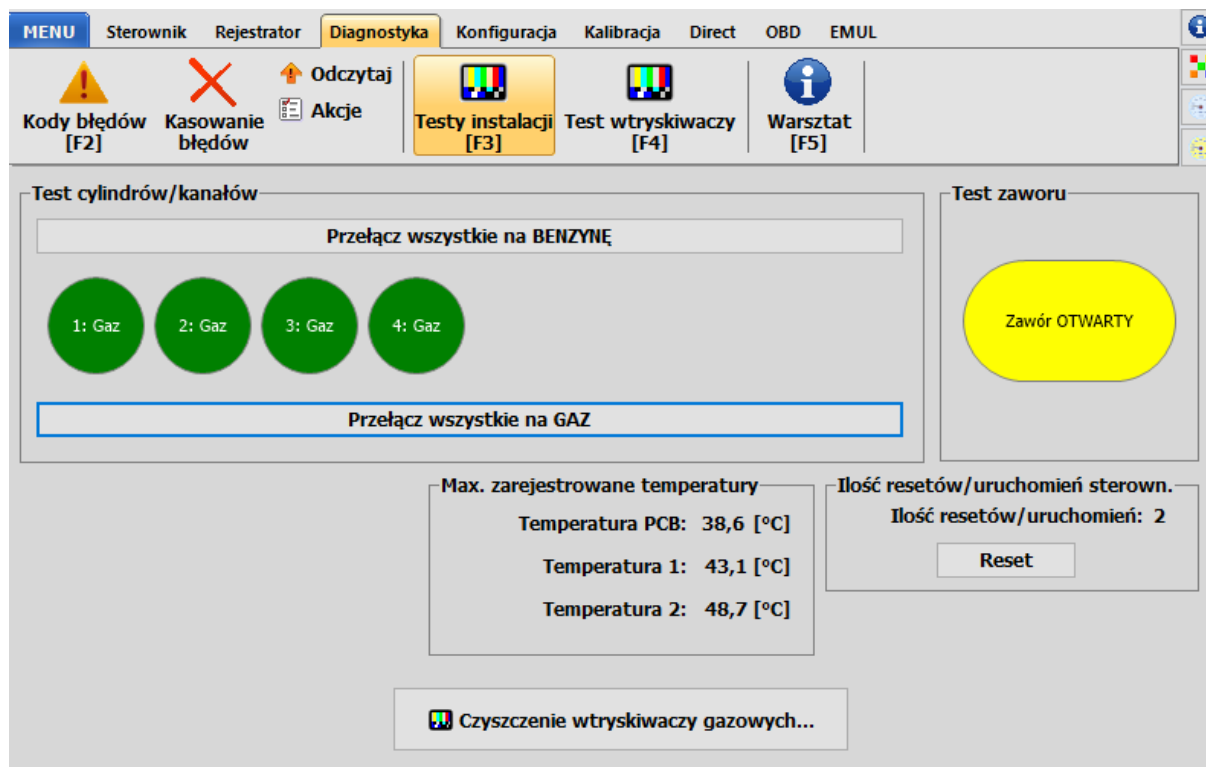 MENU Sterownik Rejestrator Diagnostyka Konfiguracja Kalibracja Direct OBD EMUL
Kody błędów [F2]
Kasowanie błędów
Odczytaj
Akcje
Testy instalacji [F3]
Test wtryskiwaczy [F4]
Warsztat [F5]
Test cylindrów/kanałów
Przełącz wszystkie na BENZYNĘ
1: Gaz 2: Gaz 3: Gaz 4: Gaz
Przełącz wszystkie na GAZ
Test zaworu
Zawór OTWARTY
Max. zarejestrowane temperatury
Temperatura PCB: 38,6 [ºC]
Temperatura 1: 43,1 [ºC]
Temperatura 2: 48,7 [ºC]
Ilość resetów/uruchomień sterown.
Ilość resetów/uruchomień: 2
Reset
Czyszczenie wtryskiwaczy gazowych...